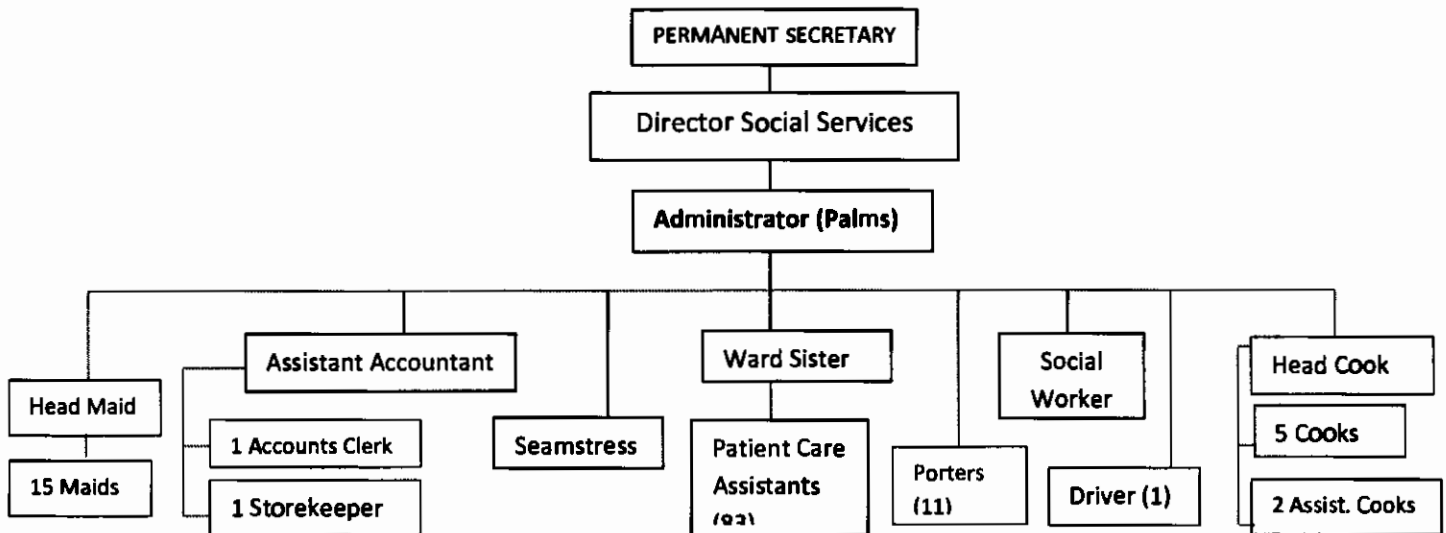 PERMANENT SECRETARY
Director Social Services
Administrator (Palms)
Head Maid
15 Maids
Assistant Accountant
1 Accounts Clerk
1 Storekeeper
Seamstress
Ward Sister
Patient Care
Assistants
Porters
(11)
Social
Worker
Driver (1)
Head Cook
5 Cooks
2 Assist. Cooks